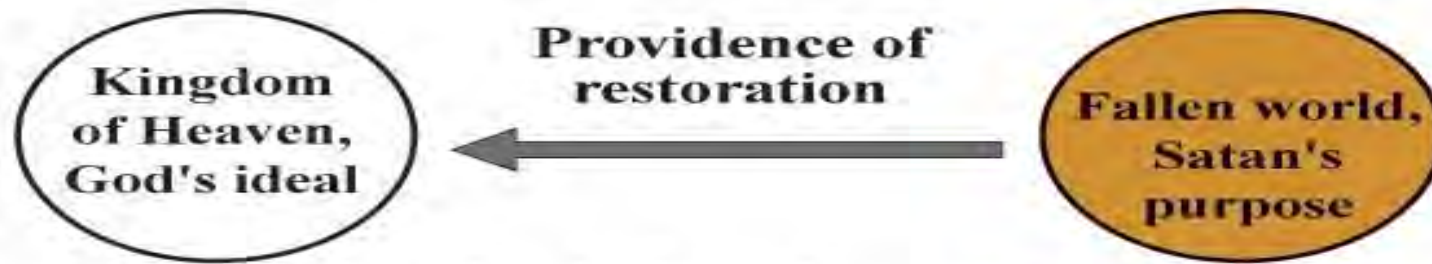 Kingdom
of Heaven,
God's ideal
Providence of
restoration
Fallen world,
Satan's
purpose